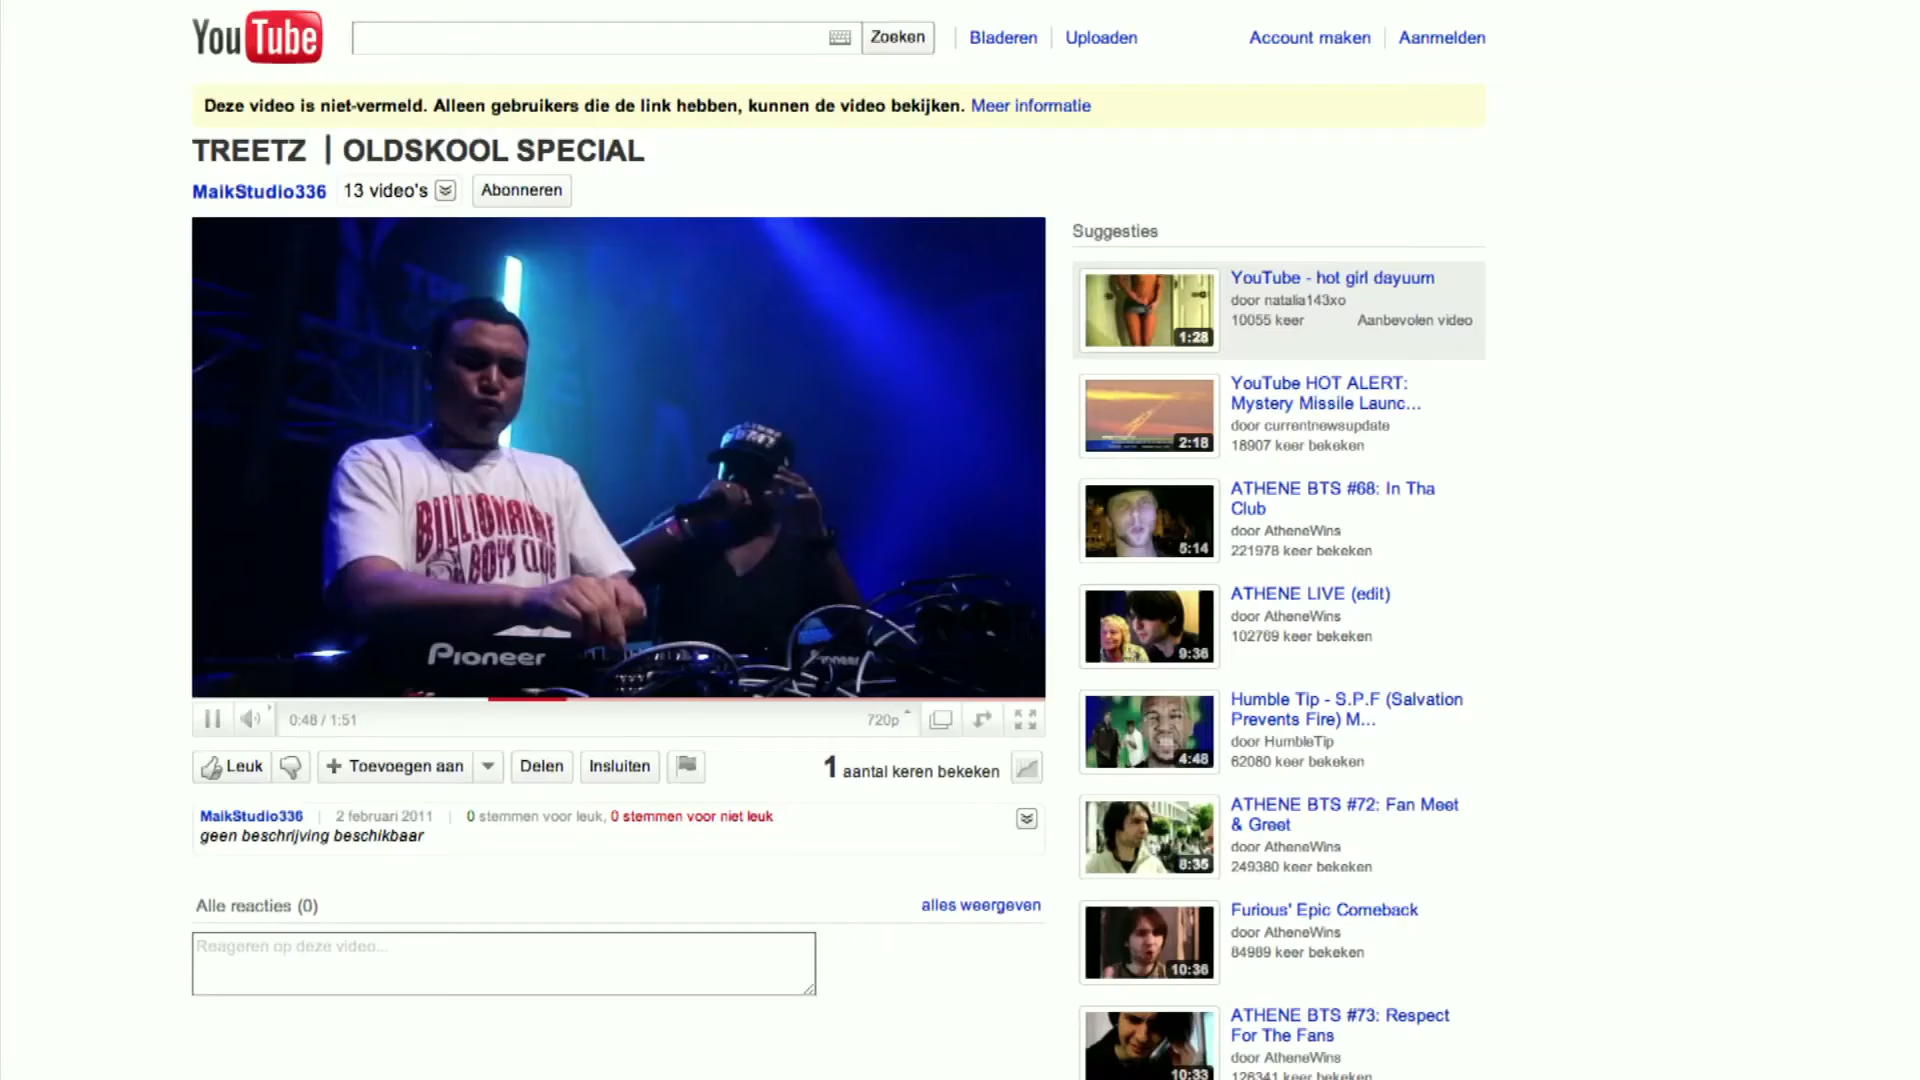 YouTube
Zoeken
Bladeren
Uploaden
Account maken
Aanmelden
Deze video is niet-vermeld. Alleen gebruikers die de link hebben, kunnen de video bekijken. Meer informatie
TREETZ | OLDSKOOL SPECIAL
MaikStudio336 13 video's Abonneren
BILLIONAIRE
BOYS CLUB
Pioneer
Pioneer
0:48 / 1:51
720p
Leuk
Toevoegen aan
Delen
Insluiten
1 aantal keren bekeken
MaikStudio336 | 2 februari 2011 | 0 stemmen voor leuk, 0 stemmen voor niet leuk
geen beschrijving beschikbaar
Alle reacties (0)
alles weergeven
Reageren op deze video...
Suggesties
1:28
YouTube - hot girl dayuum
door natalia143xo
10055 keer Aanbevolen video
2:18
YouTube HOT ALERT:
Mystery Missile Launc...
door currentnewsupdate
18907 keer bekeken
5:14
ATHENE BTS #68: In Tha
Club
door AtheneWins
221978 keer bekeken
9:36
ATHENE LIVE (edit)
door AtheneWins
102769 keer bekeken
4:48
Humble Tip - S.P.F (Salvation
Prevents Fire) M...
door HumbleTip
62080 keer bekeken
8:35
ATHENE BTS #72: Fan Meet
& Greet
door AtheneWins
249380 keer bekeken
10:36
Furious' Epic Comeback
door AtheneWins
84989 keer bekeken
10:33
ATHENE BTS #73: Respect
For The Fans
door AtheneWins
126341 keer bekeken